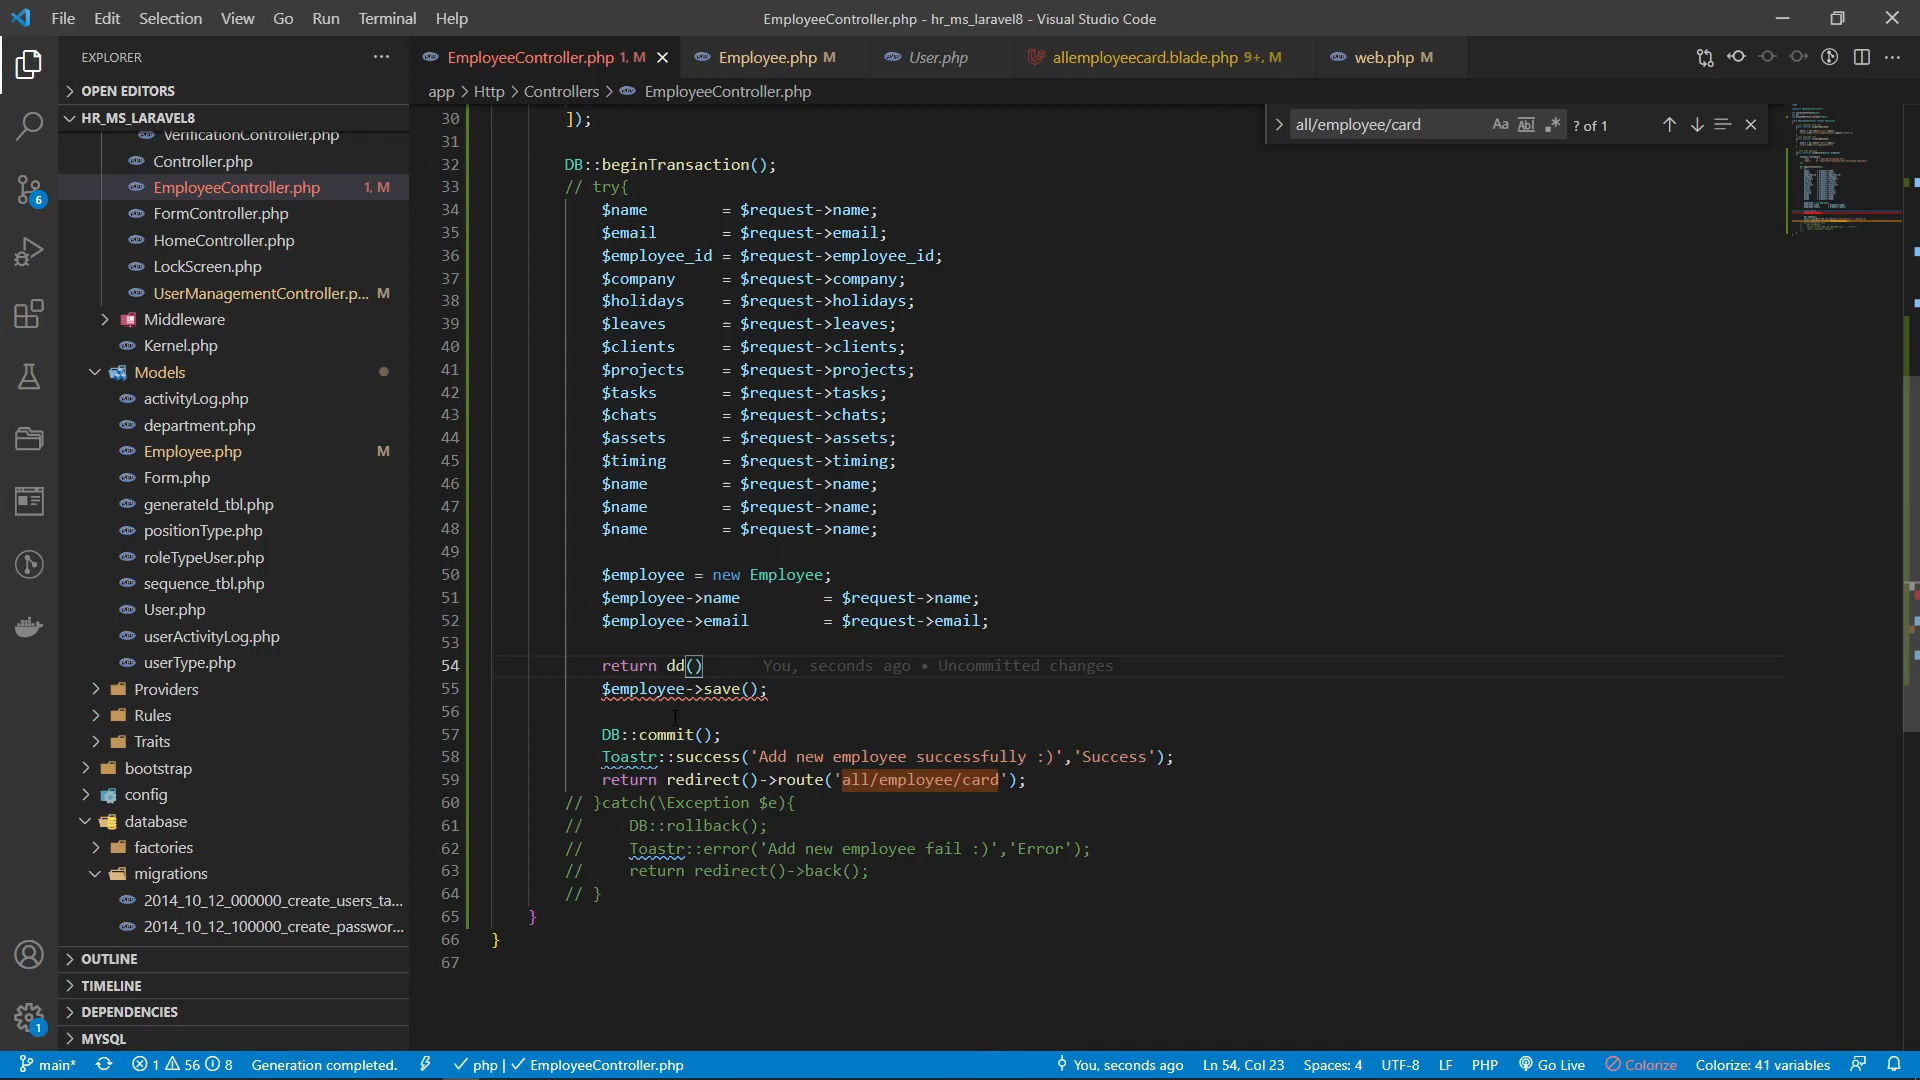 File Edit Selection View Go Run Terminal Help
EmployeeController.php - hr_ms_laravel8 - Visual Studio Code
EXPLORER
EmployeeController.php 1, M
Employee.php M
User.php
allemployeecard.blade.php 9+, M
web.php M
OPEN EDITORS
app > Http > Controllers > EmployeeController.php
HR_MS_LARAVEL8
all/employee/card
Aa Ab| .* ? of 1
VerificationController.php
Controller.php
EmployeeController.php 1, M
FormController.php
HomeController.php
LockScreen.php
UserManagementController.p... M
Middleware
Kernel.php
Models
activityLog.php
department.php
Employee.php M
Form.php
generateId_tbl.php
positionType.php
roleTypeUser.php
sequence_tbl.php
User.php
userActivityLog.php
userType.php
Providers
Rules
Traits
bootstrap
config
database
factories
migrations
2014_10_12_000000_create_users_ta...
2014_10_12_100000_create_passwor...
OUTLINE
TIMELINE
DEPENDENCIES
MYSQL
6
1
30 ]);
31
32 DB::beginTransaction();
33 // try{
34 $name = $request->name;
35 $email = $request->email;
36 $employee_id = $request->employee_id;
37 $company = $request->company;
38 $holidays = $request->holidays;
39 $leaves = $request->leaves;
40 $clients = $request->clients;
41 $projects = $request->projects;
42 $tasks = $request->tasks;
43 $chats = $request->chats;
44 $assets = $request->assets;
45 $timing = $request->timing;
46 $name = $request->name;
47 $name = $request->name;
48 $name = $request->name;
49
50 $employee = new Employee;
51 $employee->name = $request->name;
52 $employee->email = $request->email;
53
54 return dd() You, seconds ago • Uncommitted changes
55 $employee->save();
56
57 DB::commit();
58 Toastr::success('Add new employee successfully :)','Success');
59 return redirect()->route('all/employee/card');
60 // }catch(\Exception $e){
61 // DB::rollback();
62 // Toastr::error('Add new employee fail :)','Error');
63 // return redirect()->back();
64 // }
65 }
66 }
67
main* 1 56 8 Generation completed. php | EmployeeController.php
You, seconds ago Ln 54, Col 23 Spaces: 4 UTF-8 LF PHP Go Live Colorize Colorize: 41 variables